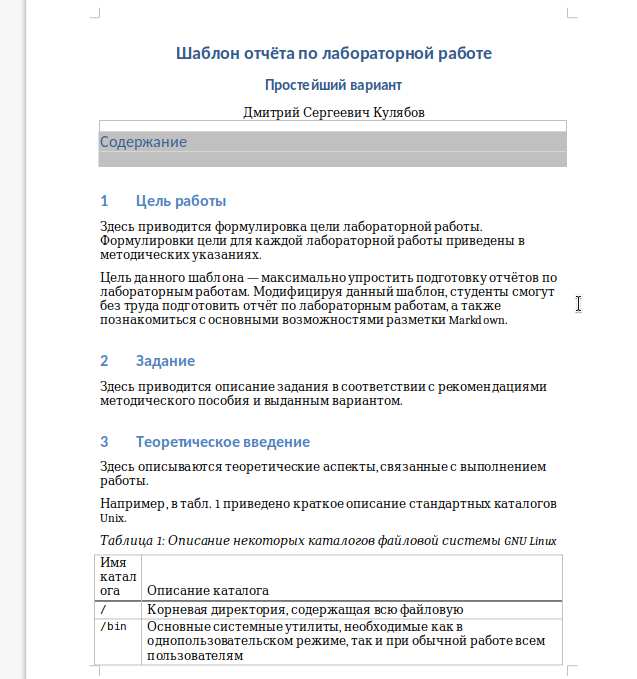 Шаблон отчёта по лабораторной работе
Простейший вариант
Дмитрий Сергеевич Кулябов
Содержание
1 Цель работы
Здесь приводится формулировка цели лабораторной работы.
Формулировки цели для каждой лабораторной работы приведены в
методических указаниях.
Цель данного шаблона — максимально упростить подготовку отчётов по
лабораторным работам. Модифицируя данный шаблон, студенты смогут
без труда подготовить отчёт по лабораторным работам, а также
познакомиться с основными возможностями разметки Markdown.
2 Задание
Здесь приводится описание задания в соответствии с рекомендациями
методического пособия и выданным вариантом.
3 Теоретическое введение
Здесь описываются теоретические аспекты, связанные с выполнением
работы.
Например, в табл. 1 приведено краткое описание стандартных каталогов
Unix.
Таблица 1: Описание некоторых каталогов файловой системы GNU Linux
Имя
катал
ога Описание каталога
/ Корневая директория, содержащая всю файловую
/bin Основные системные утилиты, необходимые как в
однопользовательском режиме, так и при обычной работе всем
пользователям